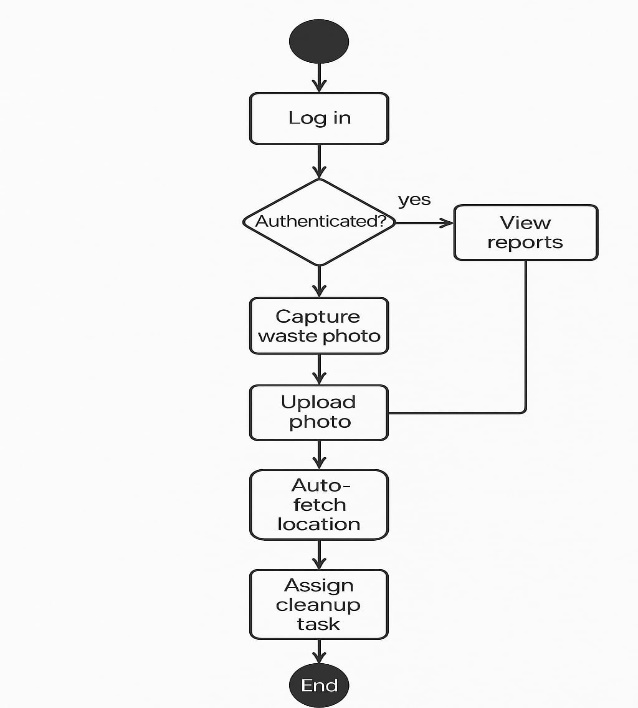 Log in
Authenticated?
yes
View
reports
Capture
waste photo
Upload
photo
Auto-
fetch
location
Assign
cleanup
task
End